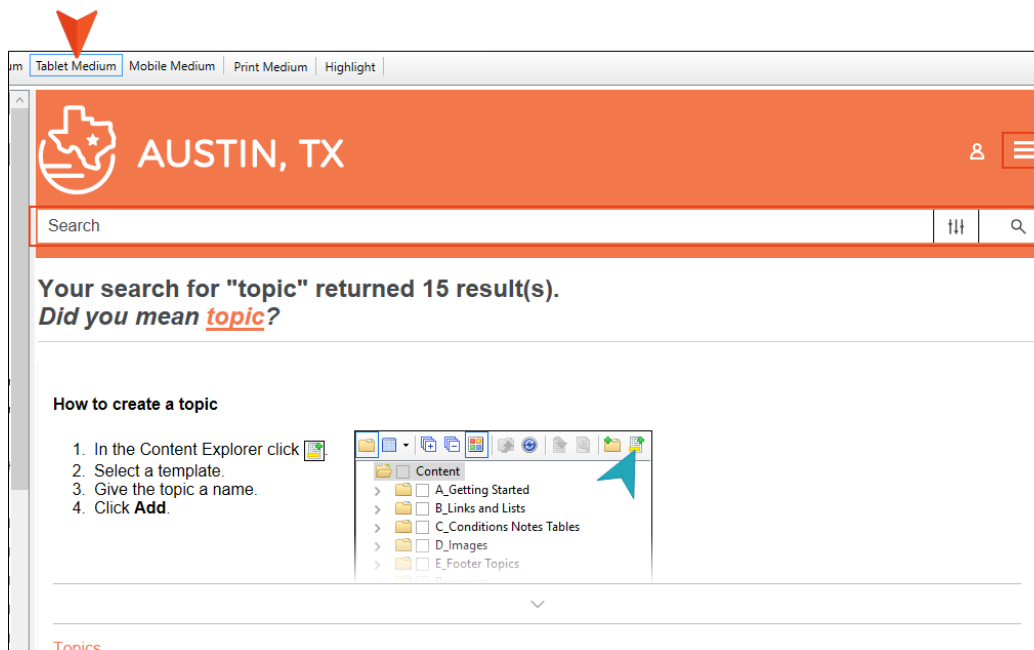 um Tablet Medium Mobile Medium Print Medium Highlight
AUSTIN, TX
Search
Your search for "topic" returned 15 result(s).
Did you mean topic?
How to create a topic
1. In the Content Explorer click .
2. Select a template.
3. Give the topic a name.
4. Click Add.
Content
A_Getting Started
B_Links and Lists
C_Conditions Notes Tables
D_Images
E_Footer Topics
Topics